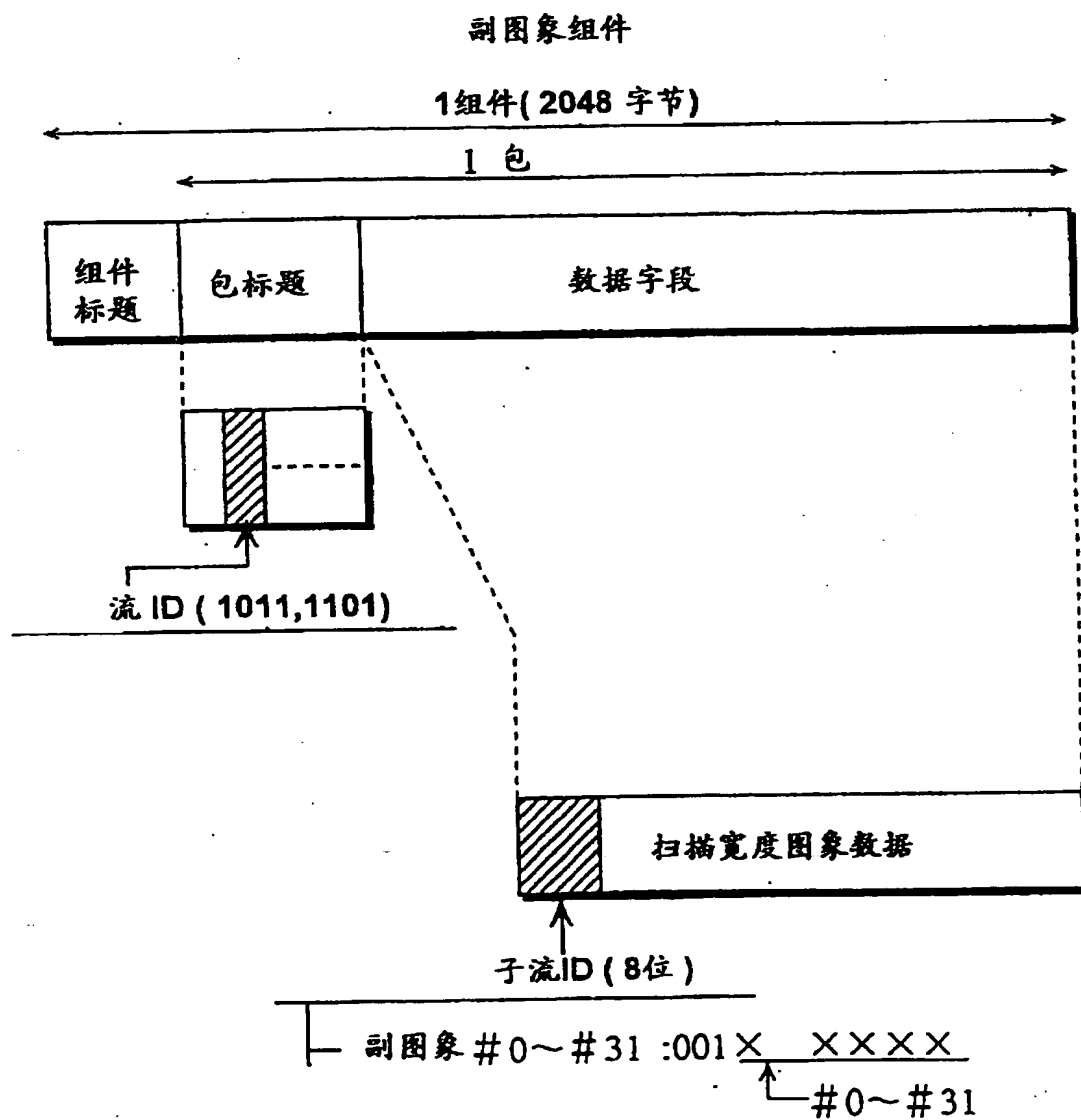 副图象组件
1组件( 2048 字节)
1 包
组件
标题
包标题
数据字段
流 ID ( 1011,1101)
扫描宽度图象数据
子流ID ( 8位 )
副图象 #0～#31 :001× ××××
#0～#31